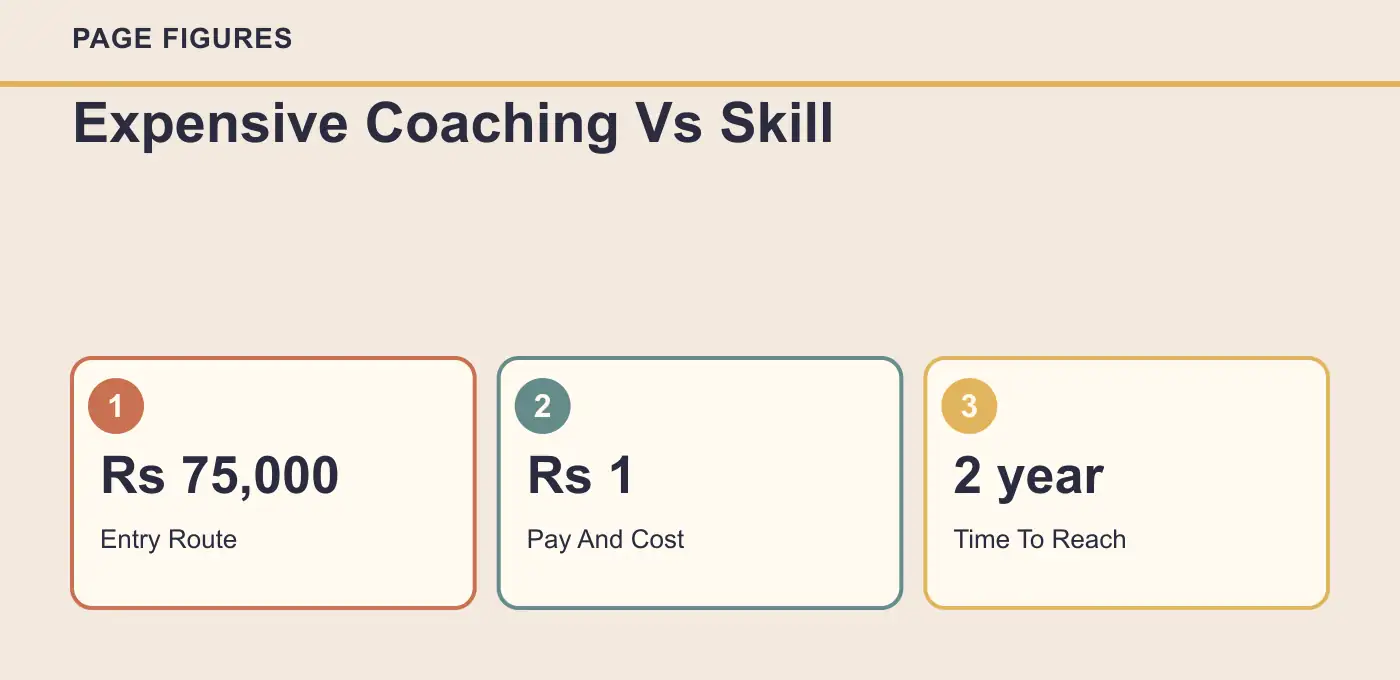 PAGE FIGURES
Expensive Coaching Vs Skill
1
Rs 75,000
Entry Route
2
Rs 1
Pay And Cost
3
2 year
Time To Reach